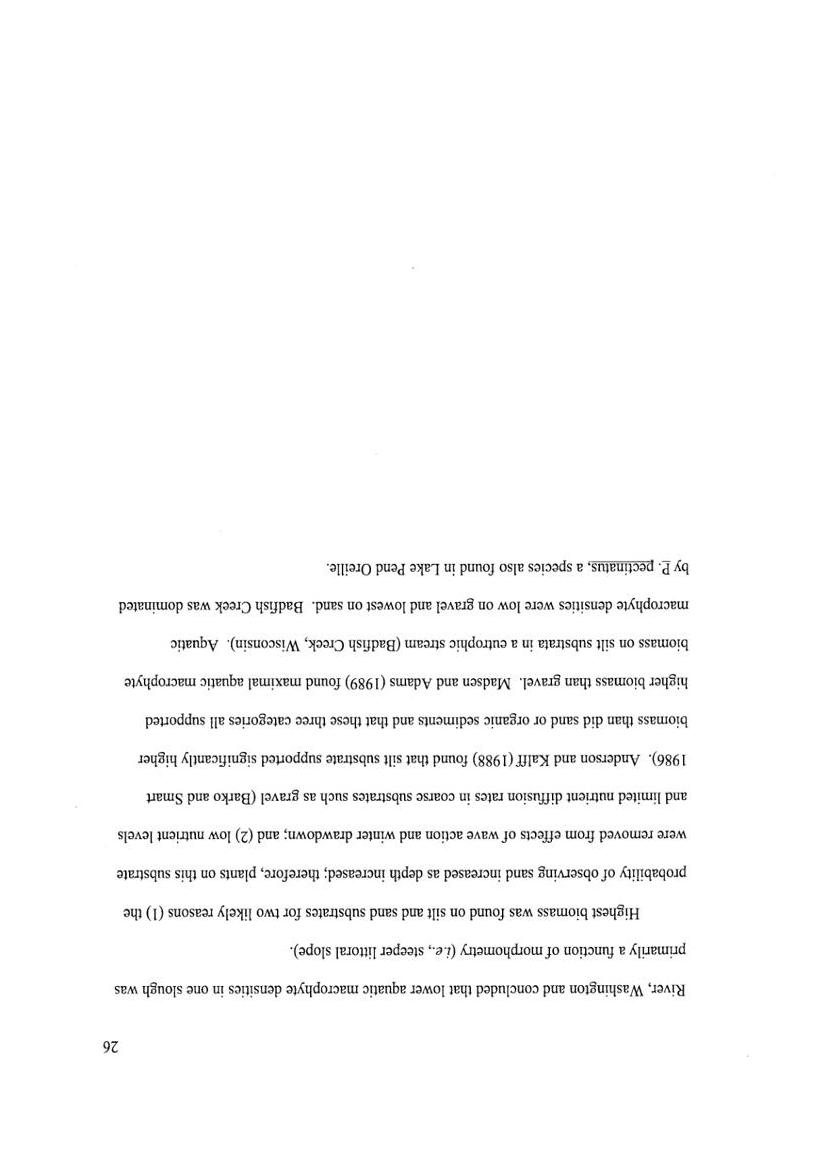 26
River, Washington and concluded that lower aquatic macrophyte densities in one slough was
primarily a function of morphometry (i.e., steeper littoral slope).
Highest biomass was found on silt and sand substrates for two likely reasons (1) the
probability of observing sand increased as depth increased; therefore, plants on this substrate
were removed from effects of wave action and winter drawdown; and (2) low nutrient levels
and limited nutrient diffusion rates in coarse substrates such as gravel (Barko and Smart
1986). Anderson and Kalff (1988) found that silt substrate supported significantly higher
biomass than did sand or organic sediments and that these three categories all supported
higher biomass than gravel. Madsen and Adams (1989) found maximal aquatic macrophyte
biomass on silt substrata in a eutrophic stream (Badfish Creek, Wisconsin). Aquatic
macrophyte densities were low on gravel and lowest on sand. Badfish Creek was dominated
by P. pectinatus, a species also found in Lake Pend Oreille.